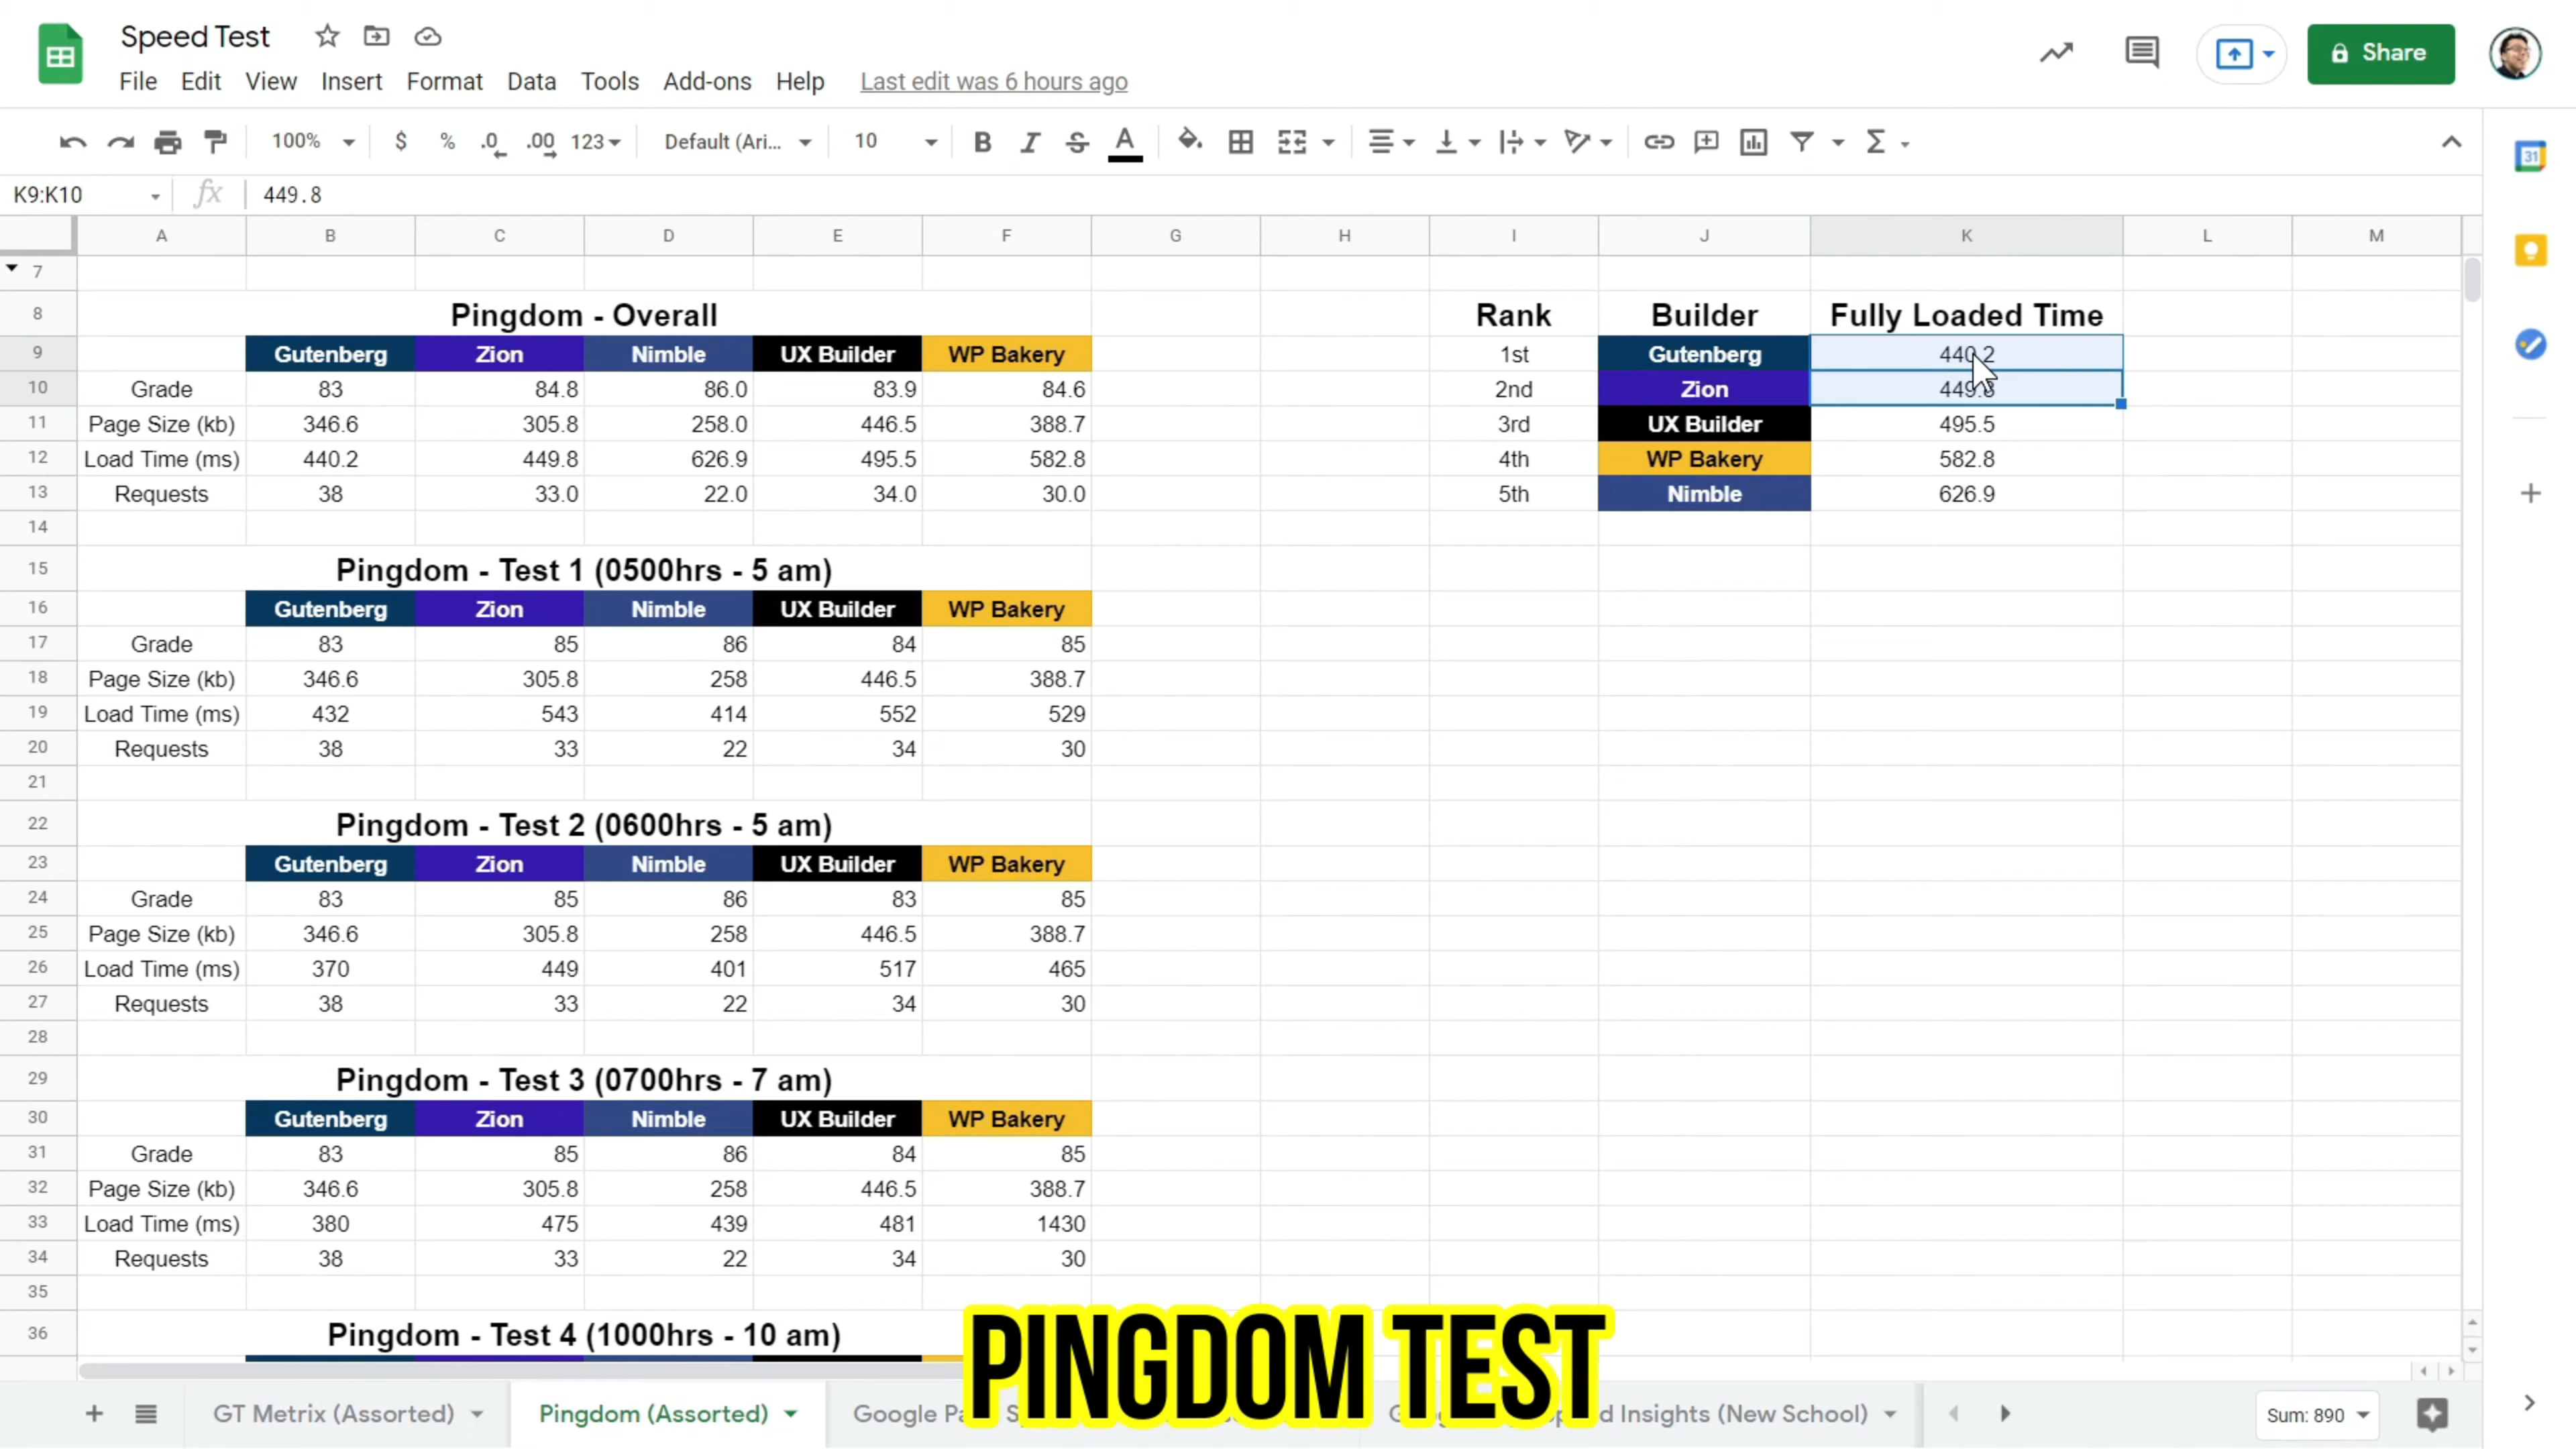 Speed Test
File Edit View Insert Format Data Tools Add-ons Help Last edit was 6 hours ago
Share
100% $ % .0 .00 123 Default (Ari... 10 B I S A
31
K9:K10 fx 449.8
A B C D E F G H I J K L M
7
8 Pingdom - Overall Rank Builder Fully Loaded Time
9 Gutenberg Zion Nimble UX Builder WP Bakery 1st Gutenberg 440.2
10 Grade 83 84.8 86.0 83.9 84.6 2nd Zion 449.8
11 Page Size (kb) 346.6 305.8 258.0 446.5 388.7 3rd UX Builder 495.5
12 Load Time (ms) 440.2 449.8 626.9 495.5 582.8 4th WP Bakery 582.8
13 Requests 38 33.0 22.0 34.0 30.0 5th Nimble 626.9
14
15 Pingdom - Test 1 (0500hrs - 5 am)
16 Gutenberg Zion Nimble UX Builder WP Bakery
17 Grade 83 85 86 84 85
18 Page Size (kb) 346.6 305.8 258 446.5 388.7
19 Load Time (ms) 432 543 414 552 529
20 Requests 38 33 22 34 30
21
22 Pingdom - Test 2 (0600hrs - 5 am)
23 Gutenberg Zion Nimble UX Builder WP Bakery
24 Grade 83 85 86 83 85
25 Page Size (kb) 346.6 305.8 258 446.5 388.7
26 Load Time (ms) 370 449 401 517 465
27 Requests 38 33 22 34 30
28
29 Pingdom - Test 3 (0700hrs - 7 am)
30 Gutenberg Zion Nimble UX Builder WP Bakery
31 Grade 83 85 86 84 85
32 Page Size (kb) 346.6 305.8 258 446.5 388.7
33 Load Time (ms) 380 475 439 481 1430
34 Requests 38 33 22 34 30
35
36 Pingdom - Test 4 (1000hrs - 10 am)
PINGDOM TEST
GT Metrix (Assorted) Pingdom (Assorted) Google Insights (New School) Sum: 890